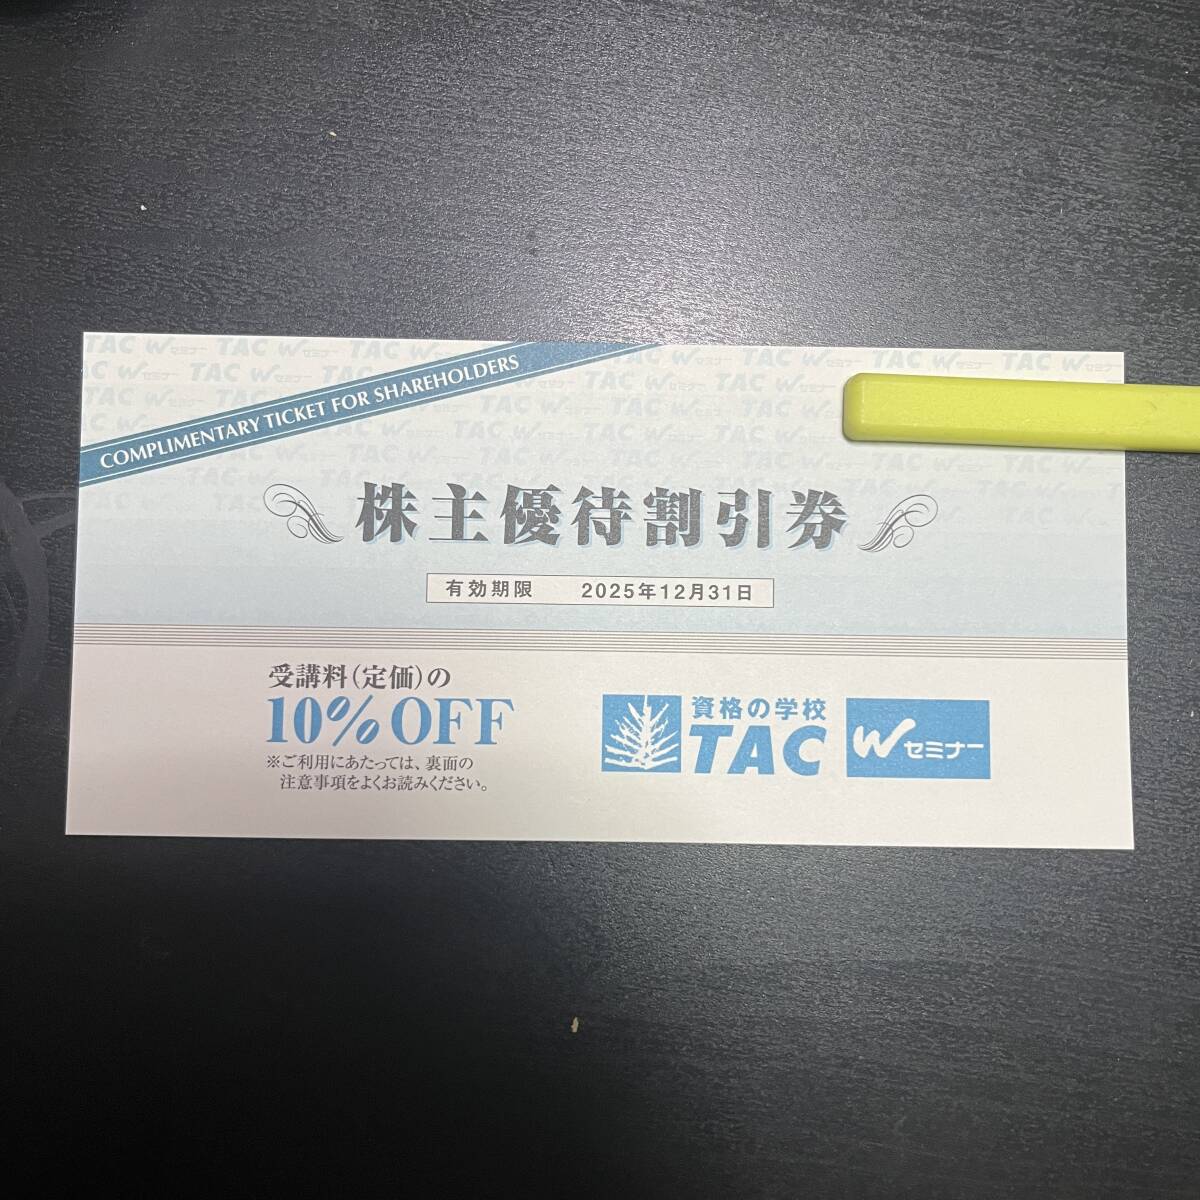 COMPLIMENTARY TICKET FOR SHAREHOLDERS
株主優待割引券
有効期限 2025年12月31日
受講料(定価)の
10%OFF
※ご利用にあたっては、裏面の
注意事項をよくお読みください。
資格の学校
TAC
Wセミナー